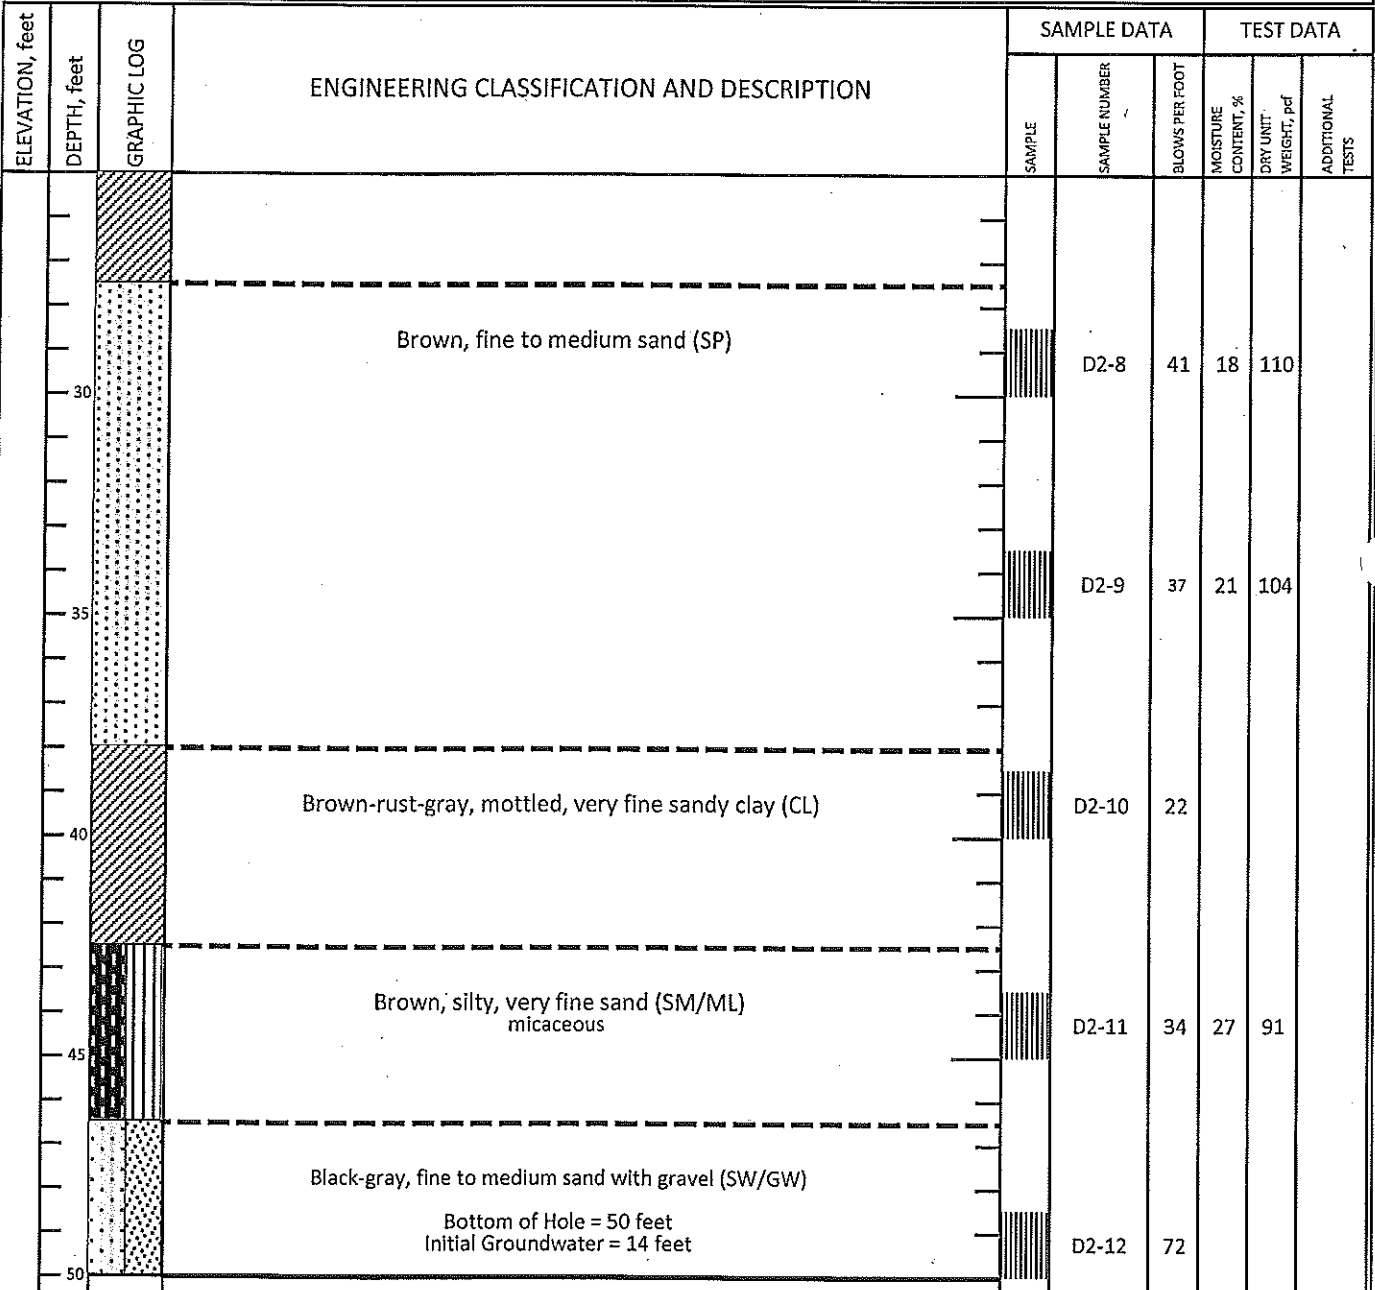 ELEVATION, feet
DEPTH, feet
GRAPHIC LOG
ENGINEERING CLASSIFICATION AND DESCRIPTION
SAMPLE DATA
TEST DATA
SAMPLE
SAMPLE NUMBER
BLOWS PER FOOT
MOISTURE
CONTENT, %
DRY UNIT
WEIGHT, pcf
ADDITIONAL
TESTS
Brown, fine to medium sand (SP)
D2-8 41 18 110
30
D2-9 37 21 104
35
Brown-rust-gray, mottled, very fine sandy clay (CL)
D2-10 22
40
Brown, silty, very fine sand (SM/ML)
micaceous
D2-11 34 27 91
45
Black-gray, fine to medium sand with gravel (SW/GW)
Bottom of Hole = 50 feet
Initial Groundwater = 14 feet
D2-12 72
50